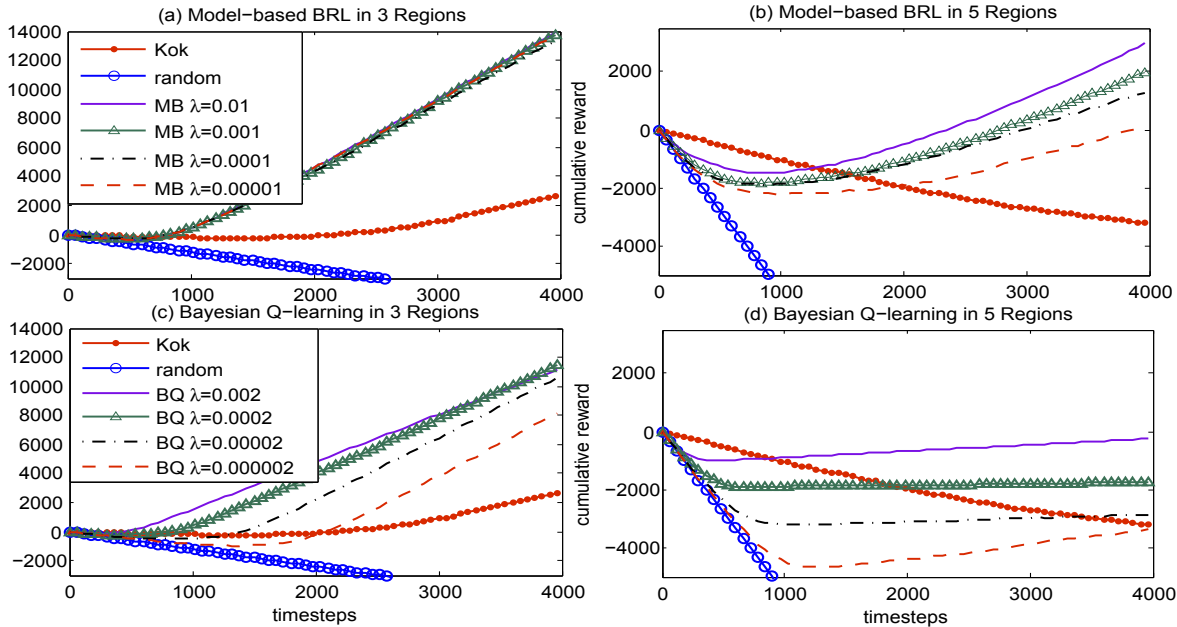 (a) Model−based BRL in 3 Regions
14000
12000
10000
8000
6000
4000
2000
0
−2000
Kok
random
MB λ=0.01
MB λ=0.001
MB λ=0.0001
MB λ=0.00001
0
1000
2000
3000
4000
(b) Model−based BRL in 5 Regions
cumulative reward
2000
0
−2000
−4000
0
1000
2000
3000
4000
(c) Bayesian Q−learning in 3 Regions
14000
12000
10000
8000
6000
4000
2000
0
−2000
Kok
random
BQ λ=0.002
BQ λ=0.0002
BQ λ=0.00002
BQ λ=0.000002
0
1000
2000
3000
4000
timesteps
(d) Bayesian Q−learning in 5 Regions
cumulative reward
2000
0
−2000
−4000
0
1000
2000
3000
4000
timesteps